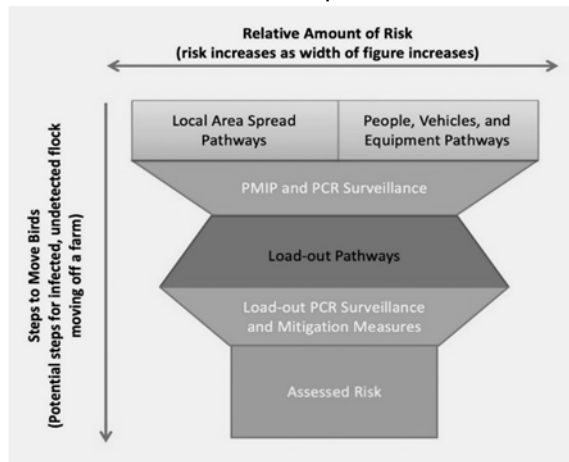 Relative Amount of Risk
(risk increases as width of figure increases)
Steps to Move Birds
(Potential steps for infected, undetected flock
moving off a farm)
Local Area Spread
Pathways
People, Vehicles, and
Equipment Pathways
PMIP and PCR Surveillance
Load-out Pathways
Load-out PCR Surveillance
and Mitigation Measures
Assessed Risk